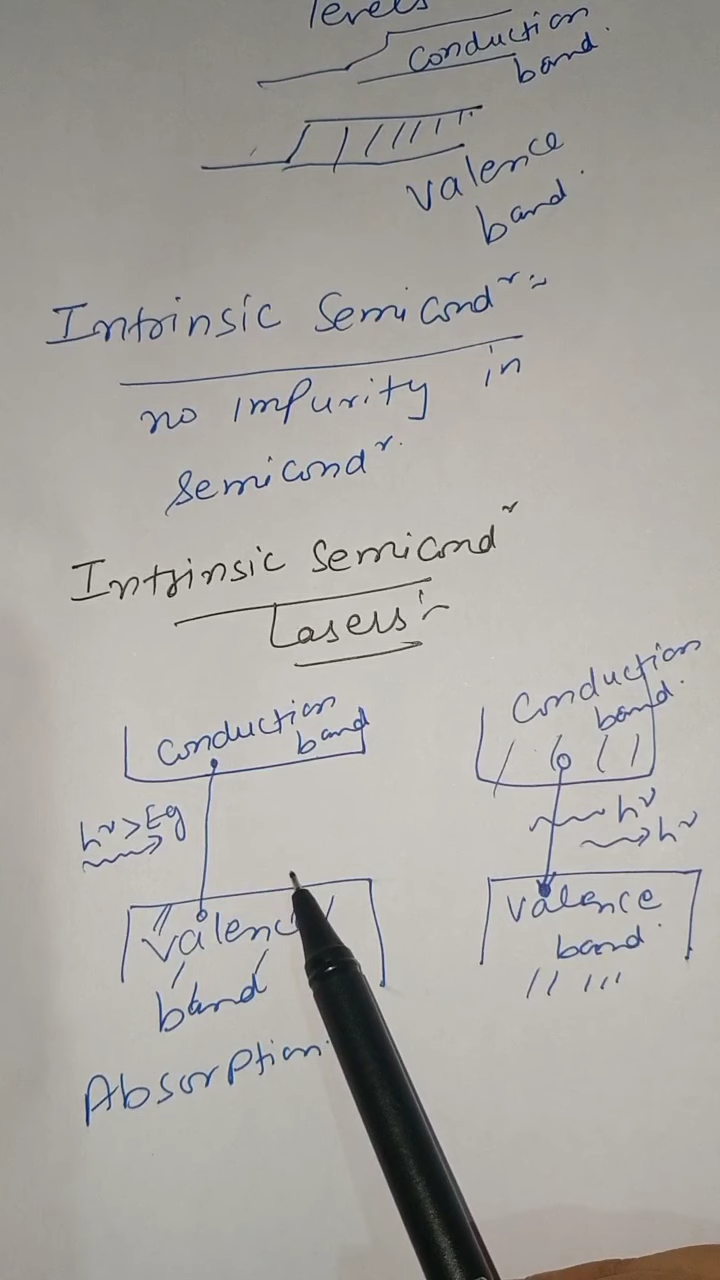 levels
Conduction
band.
Valence
band.
Intrinsic Semicondr:-
no impurity in
semicondr.
Intrinsic Semicondr
Lasers:-
Conduction
band
hν>Eg
Valence
band
Absorption.
Conduction
band.
hν
hν
Valence
band.